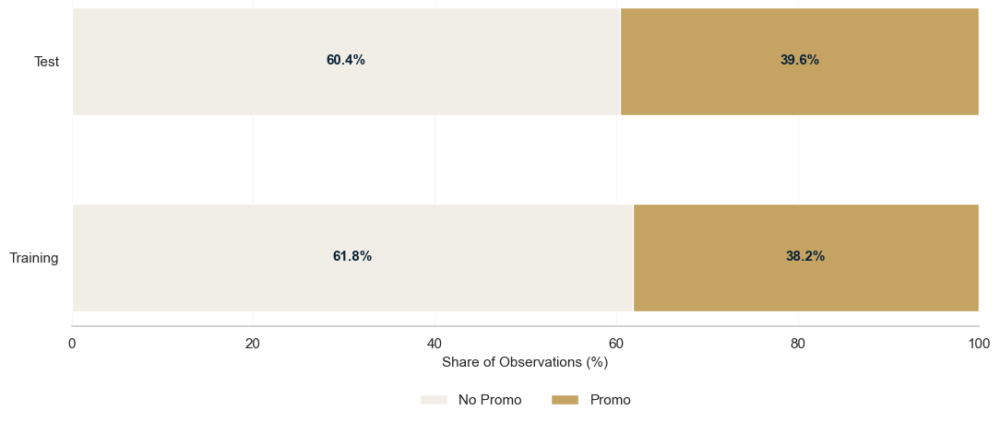 Test
60.4%
39.6%
Training
61.8%
38.2%
0 20 40 60 80 100
Share of Observations (%)
No Promo Promo